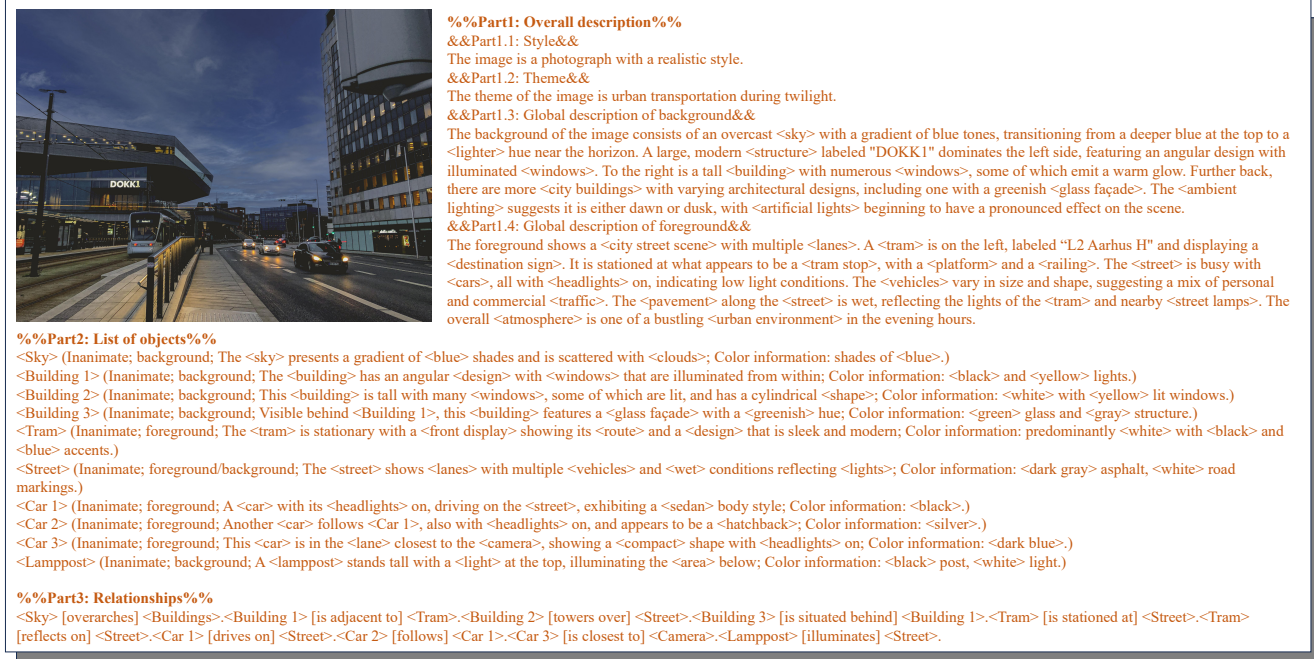 DOKK1
%%Part1: Overall description%%
&&Part1.1: Style&&
The image is a photograph with a realistic style.
&&Part1.2: Theme&&
The theme of the image is urban transportation during twilight.
&&Part1.3: Global description of background&&
The background of the image consists of an overcast <sky> with a gradient of blue tones, transitioning from a deeper blue at the top to a
<lighter> hue near the horizon. A large, modern <structure> labeled "DOKK1" dominates the left side, featuring an angular design with
illuminated <windows>. To the right is a tall <building> with numerous <windows>, some of which emit a warm glow. Further back,
there are more <city buildings> with varying architectural designs, including one with a greenish <glass façade>. The <ambient
lighting> suggests it is either dawn or dusk, with <artificial lights> beginning to have a pronounced effect on the scene.
&&Part1.4: Global description of foreground&&
The foreground shows a <city street scene> with multiple <lanes>. A <tram> is on the left, labeled “L2 Aarhus H" and displaying a
<destination sign>. It is stationed at what appears to be a <tram stop>, with a <platform> and a <railing>. The <street> is busy with
<cars>, all with <headlights> on, indicating low light conditions. The <vehicles> vary in size and shape, suggesting a mix of personal
and commercial <traffic>. The <pavement> along the <street> is wet, reflecting the lights of the <tram> and nearby <street lamps>. The
overall <atmosphere> is one of a bustling <urban environment> in the evening hours.
%%Part2: List of objects%%
<Sky> (Inanimate; background; The <sky> presents a gradient of <blue> shades and is scattered with <clouds>; Color information: shades of <blue>.)
<Building 1> (Inanimate; background; The <building> has an angular <design> with <windows> that are illuminated from within; Color information: <black> and <yellow> lights.)
<Building 2> (Inanimate; background; This <building> is tall with many <windows>, some of which are lit, and has a cylindrical <shape>; Color information: <white> with <yellow> lit windows.)
<Building 3> (Inanimate; background; Visible behind <Building 1>, this <building> features a <glass façade> with a <greenish> hue; Color information: <green> glass and <gray> structure.)
<Tram> (Inanimate; foreground; The <tram> is stationary with a <front display> showing its <route> and a <design> that is sleek and modern; Color information: predominantly <white> with <black> and
<blue> accents.)
<Street> (Inanimate; foreground/background; The <street> shows <lanes> with multiple <vehicles> and <wet> conditions reflecting <lights>; Color information: <dark gray> asphalt, <white> road
markings.)
<Car 1> (Inanimate; foreground; A <car> with its <headlights> on, driving on the <street>, exhibiting a <sedan> body style; Color information: <black>.)
<Car 2> (Inanimate; foreground; Another <car> follows <Car 1>, also with <headlights> on, and appears to be a <hatchback>; Color information: <silver>.)
<Car 3> (Inanimate; foreground; This <car> is in the <lane> closest to the <camera>, showing a <compact> shape with <headlights> on; Color information: <dark blue>.)
<Lamppost> (Inanimate; background; A <lamppost> stands tall with a <light> at the top, illuminating the <area> below; Color information: <black> post, <white> light.)
%%Part3: Relationships%%
<Sky> [overarches] <Buildings>.<Building 1> [is adjacent to] <Tram>.<Building 2> [towers over] <Street>.<Building 3> [is situated behind] <Building 1>.<Tram> [is stationed at] <Street>.<Tram>
[reflects on] <Street>.<Car 1> [drives on] <Street>.<Car 2> [follows] <Car 1>.<Car 3> [is closest to] <Camera>.<Lamppost> [illuminates] <Street>.